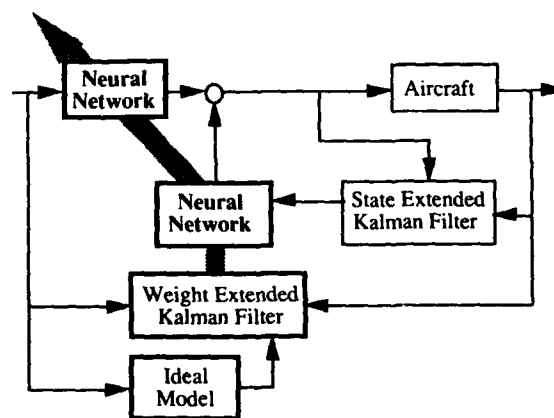 Neural
Network
Aircraft
Neural
Network
State Extended
Kalman Filter
Weight Extended
Kalman Filter
Ideal
Model